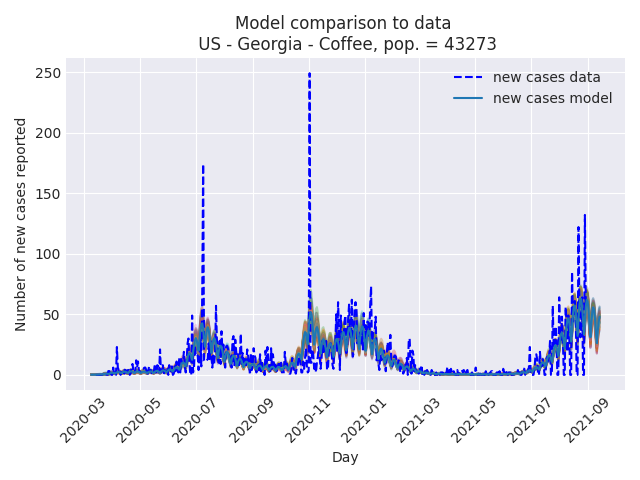 Model comparison to data
US - Georgia - Coffee, pop. = 43273
new cases data
new cases model
Number of new cases reported
250
200
150
100
50
0
2020-03
2020-05
2020-07
2020-09
2020-11
2021-01
2021-03
2021-05
2021-07
2021-09
Day